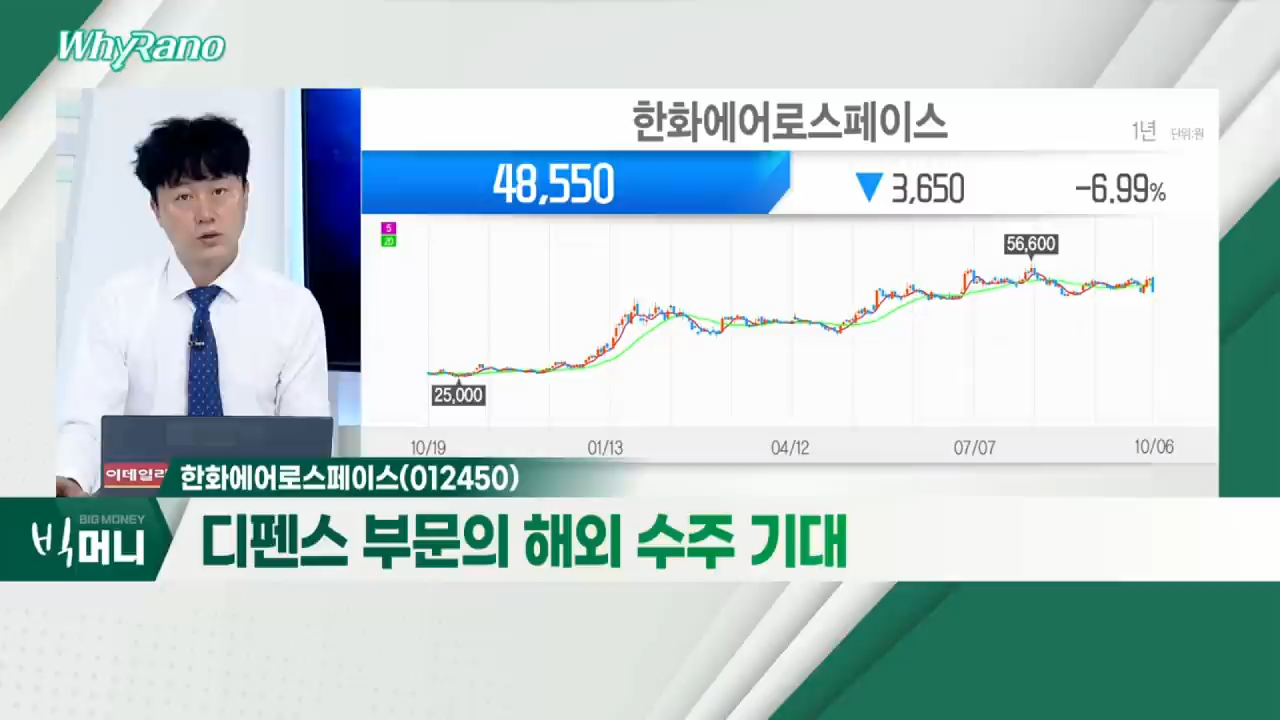 WhyRano
한화에어로스페이스
1년 단위:원
48,550 ▼ 3,650 -6.99%
5
20
56,600
25,000
10/19 01/13 04/12 07/07 10/06
이데일리
한화에어로스페이스(012450)
BIG MONEY
빅머니
디펜스 부문의 해외 수주 기대